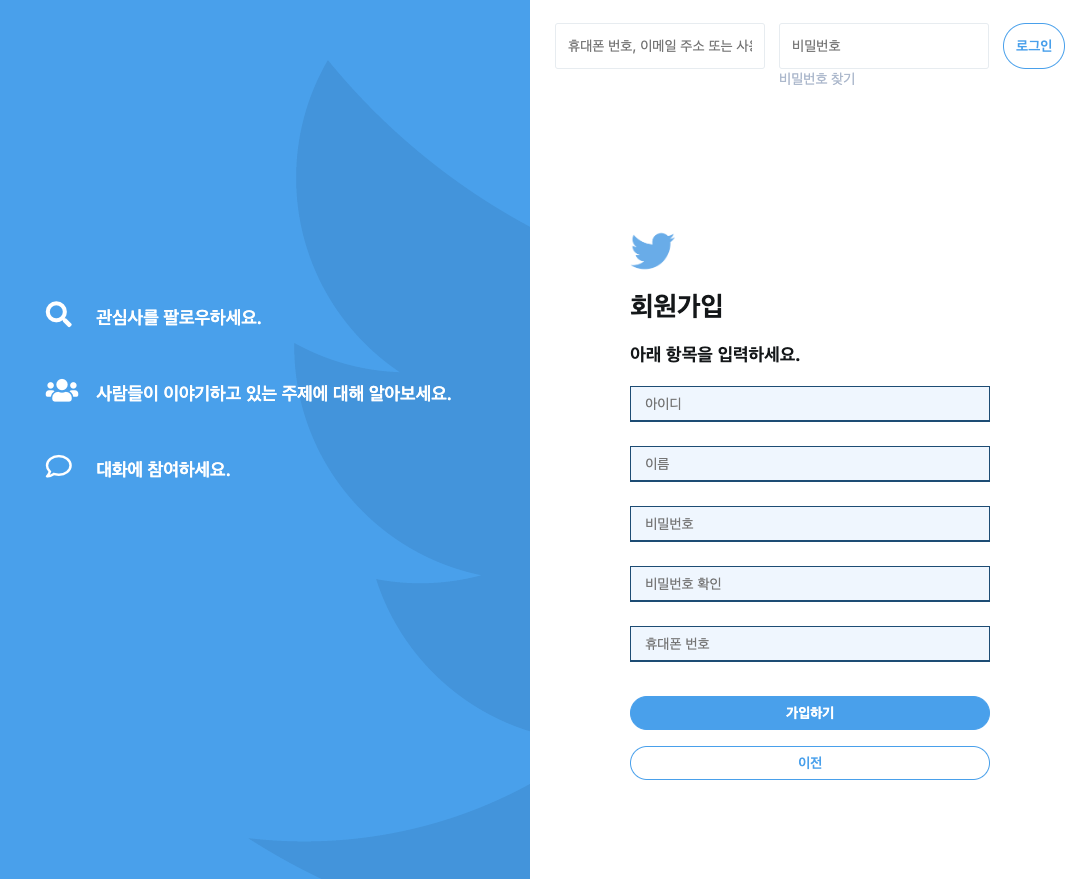 관심사를 팔로우하세요.
사람들이 이야기하고 있는 주제에 대해 알아보세요.
대화에 참여하세요.
휴대폰 번호, 이메일 주소 또는
비밀번호
로그인
비밀번호 찾기
회원가입
아래 항목을 입력하세요.
아이디
이름
비밀번호
비밀번호 확인
휴대폰 번호
가입하기
이전